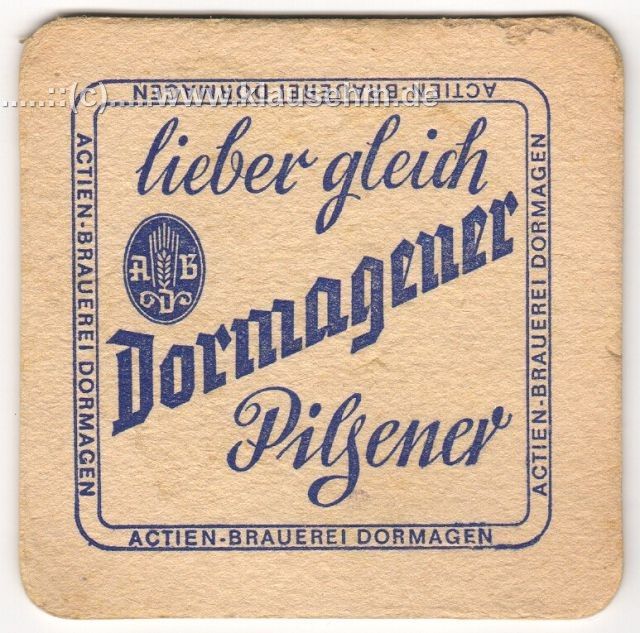 ACTIEN-BRAUEREI DORMAGEN
......::(c).....www.klausehm.de
lieber gleich
A B
D
Dormagener
Pilsener
ACTIEN-BRAUEREI DORMAGEN
ACTIEN-BRAUEREI DORMAGEN
ACTIEN-BRAUEREI DORMAGEN